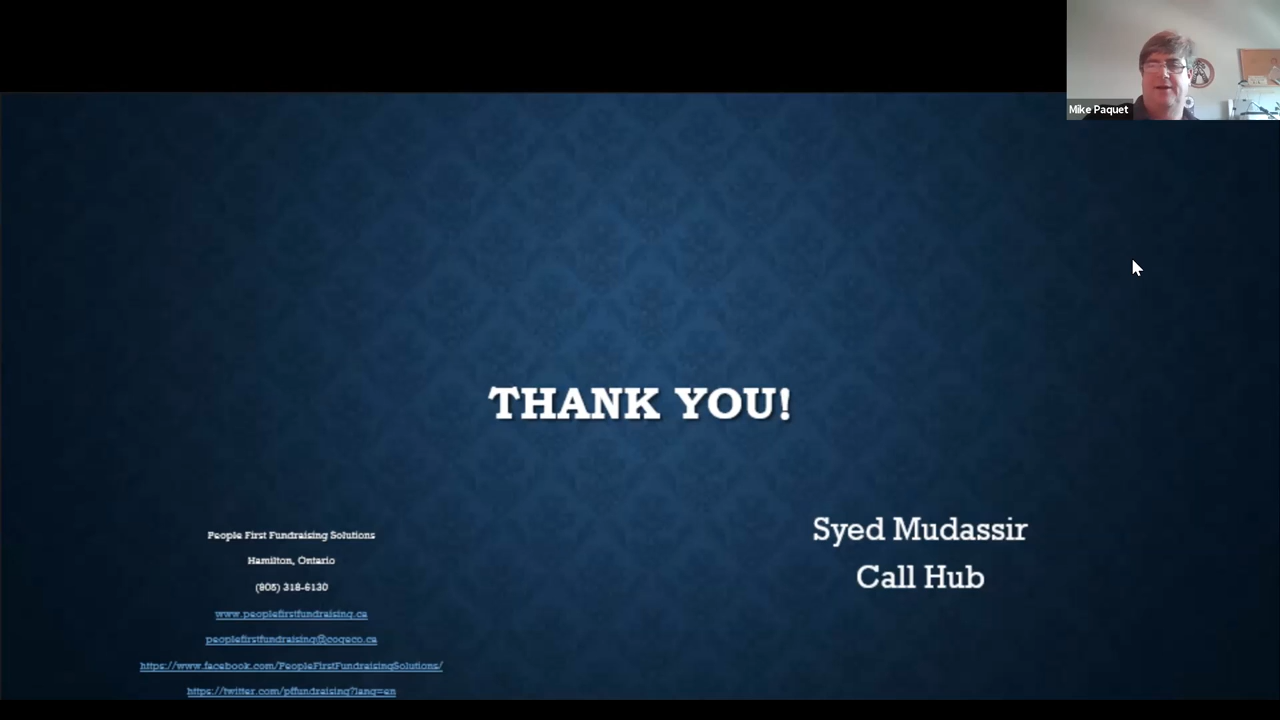 Mike Paquet
THANK YOU!
People First Fundraising Solutions
Hamilton, Ontario
(905) 318-6130
www.peoplefirstfundraising.ca
peoplefirstfundraising@cogeco.ca
https://www.facebook.com/PeopleFirstFundraisingSolutions/
https://twitter.com/pffundraising?lang=en
Syed Mudassir
Call Hub